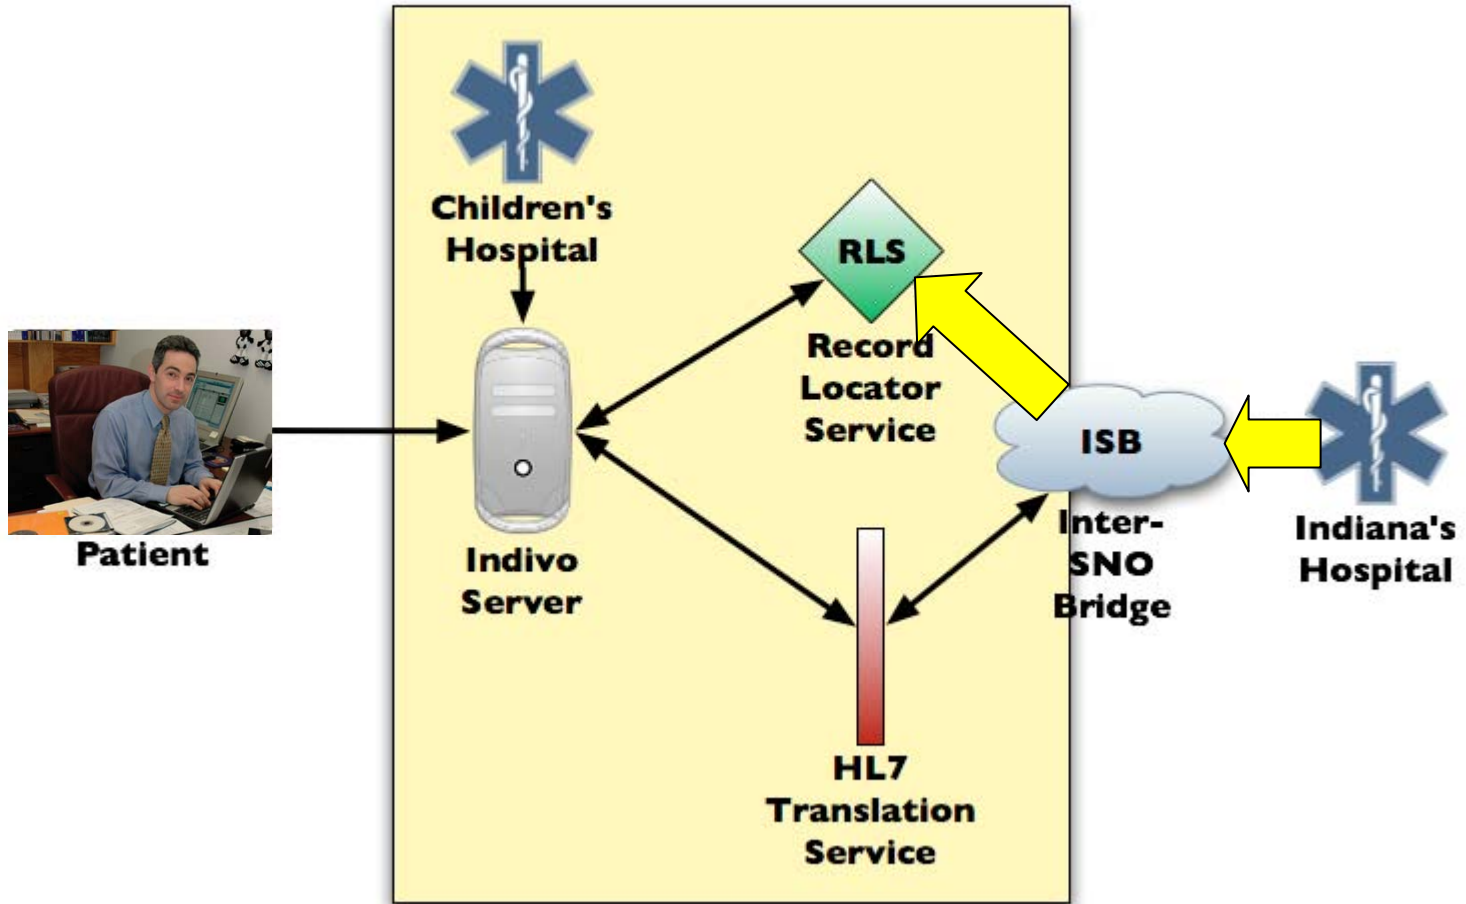 Children's
Hospital
RLS
Record
Locator
Service
Patient
Indivo
Server
ISB
Inter-
SNO
Bridge
Indiana's
Hospital
HL7
Translation
Service